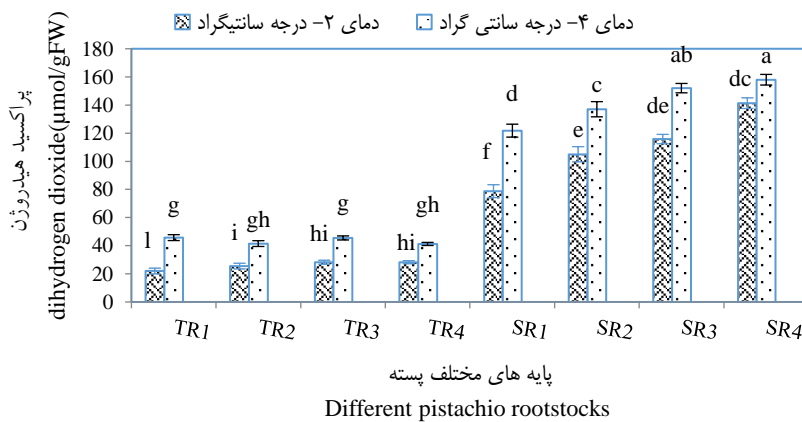 دمای ۲- درجه سانتیگراد دمای ۴- درجه سانتی گراد
پراکسید هیدروژن
dihydrogen dioxide(µmol/gFW)
180
160
140
120
100
80
60
40
20
0
l g i gh hi g hi gh f d e c de ab dc a
TR1 TR2 TR3 TR4 SR1 SR2 SR3 SR4
پایه های مختلف پسته
Different pistachio rootstocks